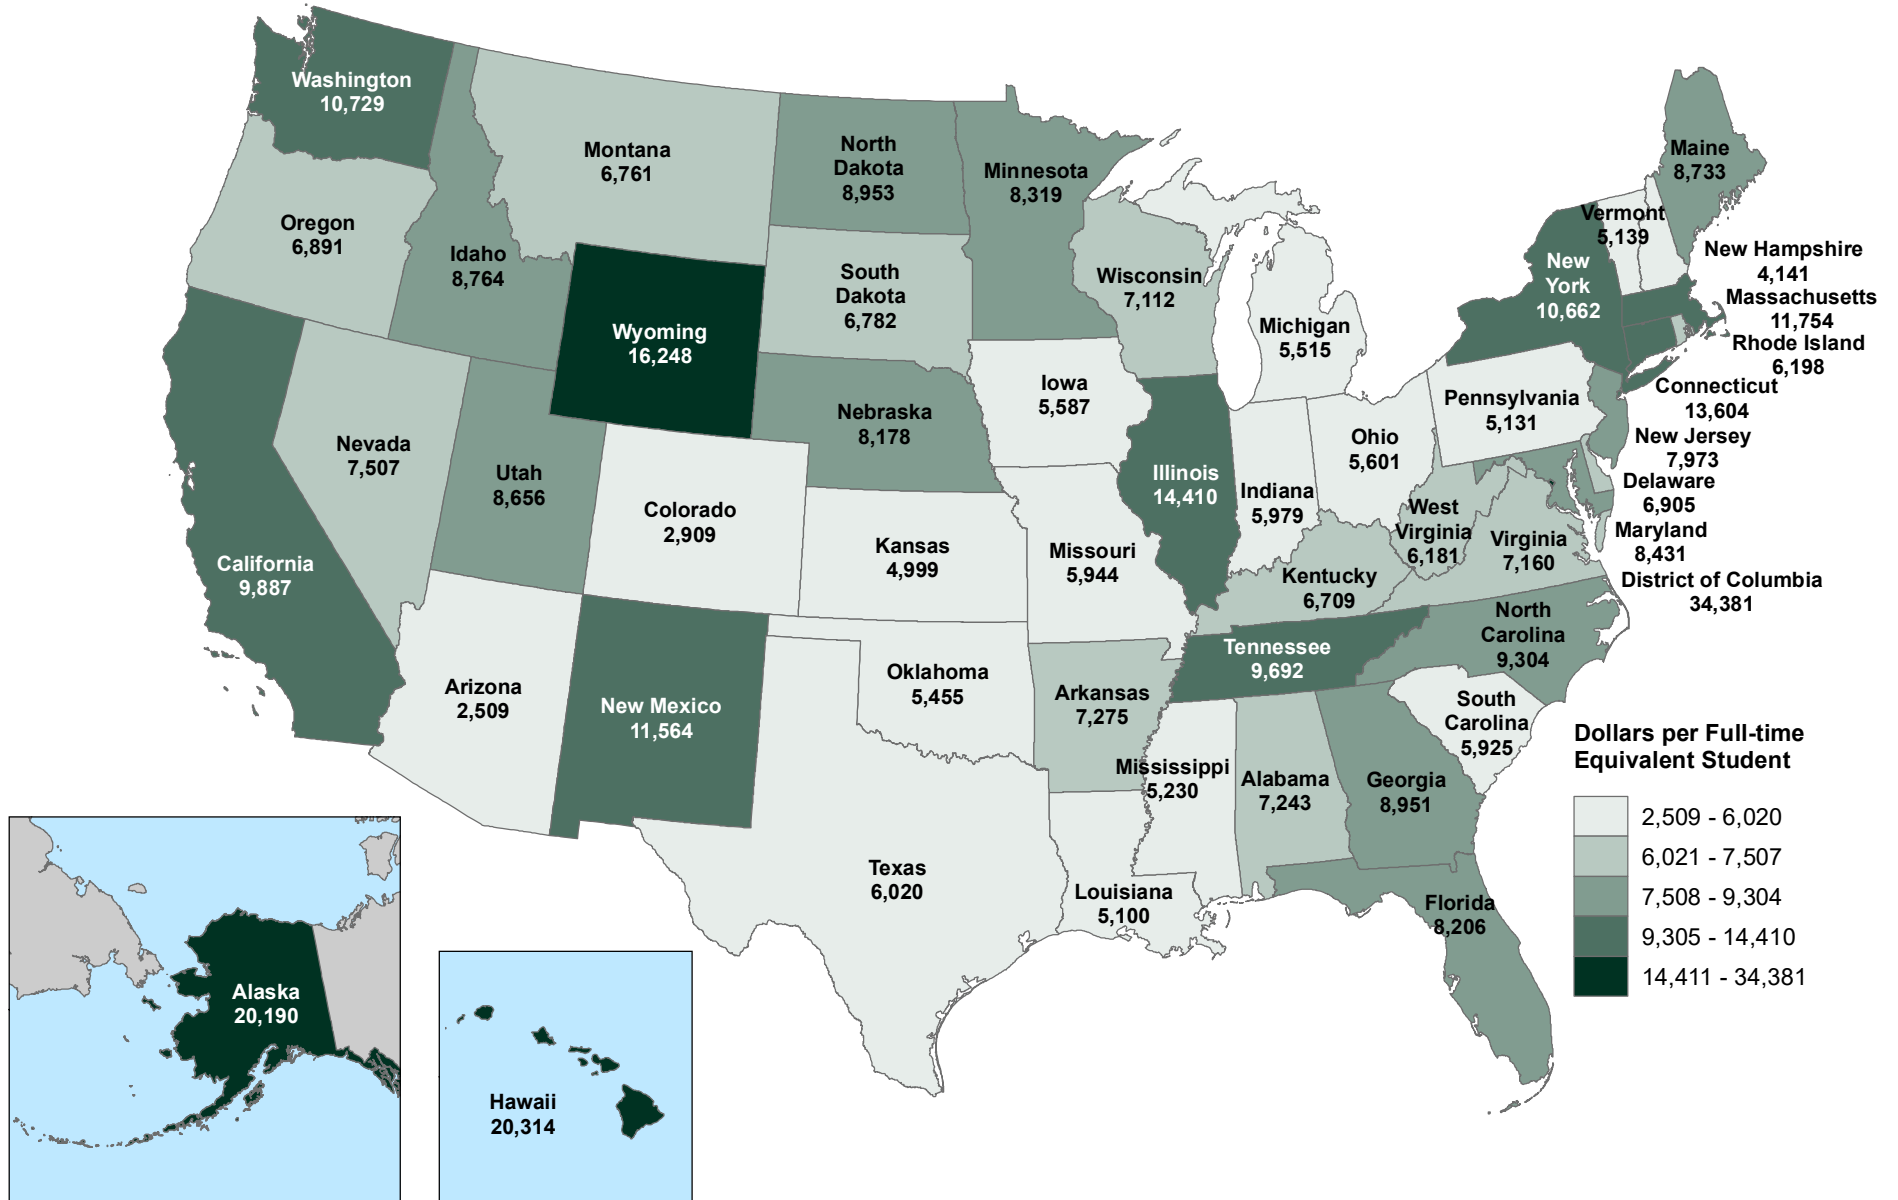 Washington
10,729
Oregon
6,891
California
9,887
Nevada
7,507
Idaho
8,764
Montana
6,761
Wyoming
16,248
Utah
8,656
Colorado
2,909
Arizona
2,509
New Mexico
11,564
North
Dakota
8,953
South
Dakota
6,782
Nebraska
8,178
Kansas
4,999
Oklahoma
5,455
Texas
6,020
Minnesota
8,319
Iowa
5,587
Missouri
5,944
Arkansas
7,275
Louisiana
5,100
Wisconsin
7,112
Illinois
14,410
Michigan
5,515
Indiana
5,979
Ohio
5,601
Kentucky
6,709
Tennessee
9,692
Mississippi
5,230
Alabama
7,243
Georgia
8,951
Florida
8,206
South
Carolina
5,925
North
Carolina
9,304
Virginia
7,160
West
Virginia
6,181
Pennsylvania
5,131
New
York
10,662
Vermont
5,139
Maine
8,733
New Hampshire
4,141
Massachusetts
11,754
Rhode Island
6,198
Connecticut
13,604
New Jersey
7,973
Delaware
6,905
Maryland
8,431
District of Columbia
34,381
Alaska
20,190
Hawaii
20,314
Dollars per Full-time
Equivalent Student
2,509 - 6,020
6,021 - 7,507
7,508 - 9,304
9,305 - 14,410
14,411 - 34,381